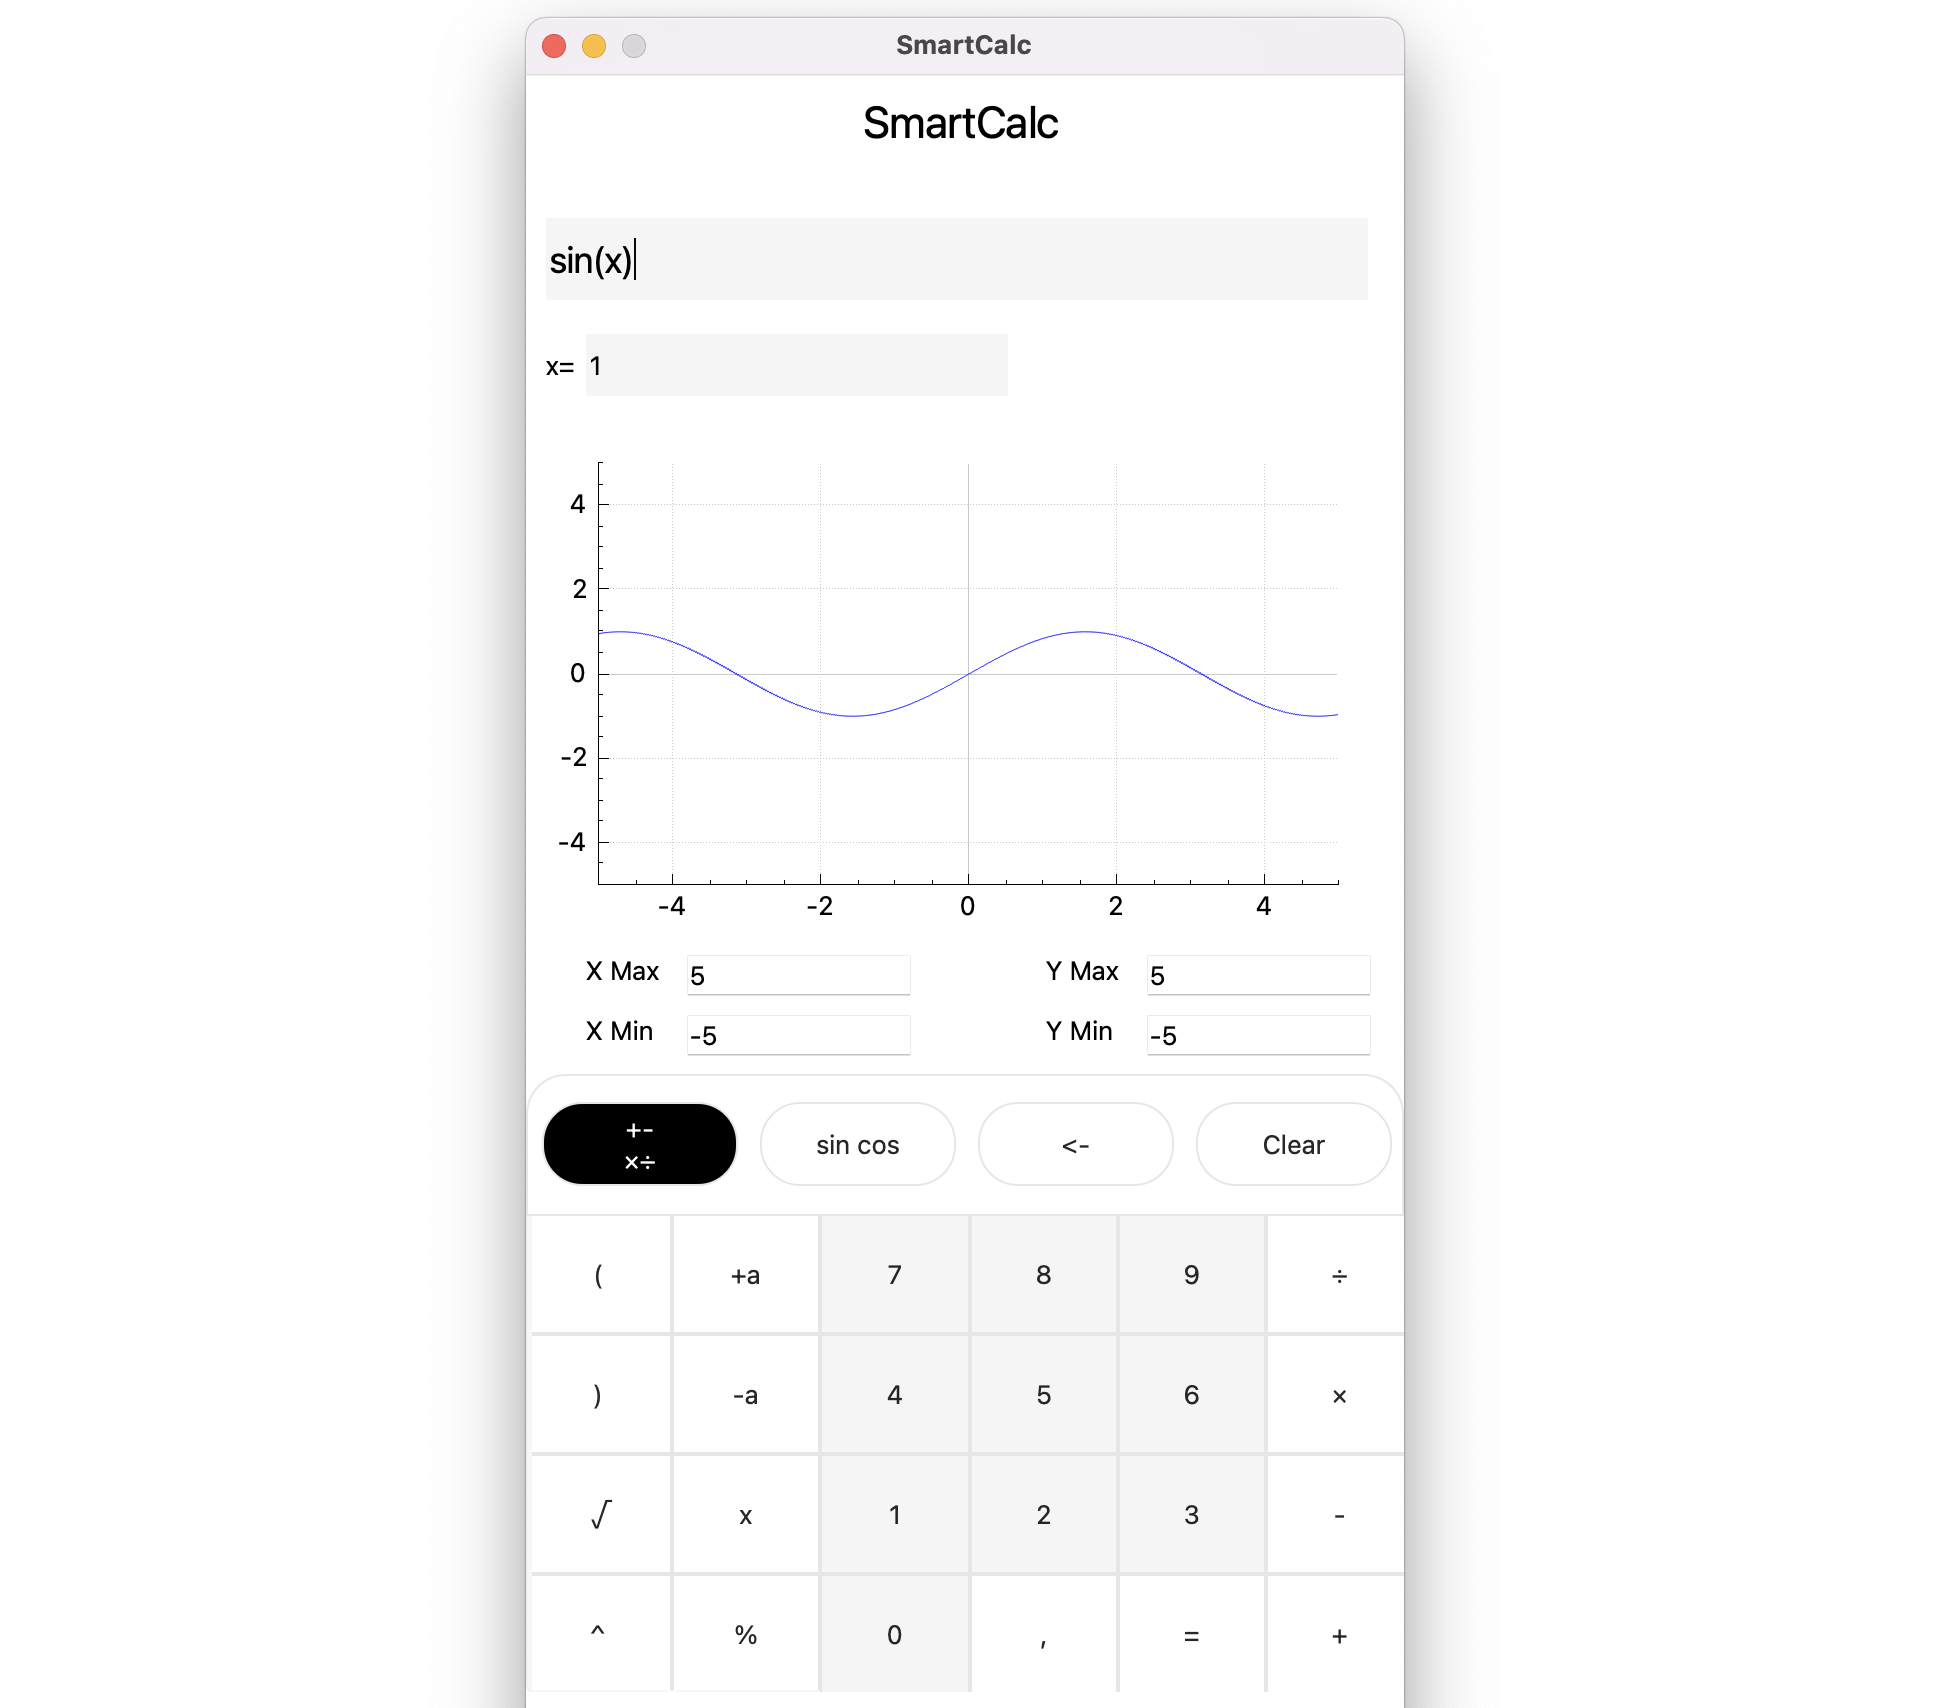 SmartCalc
SmartCalc
sin(x)
x= 1
4
2
0
-2
-4
-4 -2 0 2 4
X Max 5 Y Max 5
X Min -5 Y Min -5
+-
×÷
sin cos <- Clear
( +a 7 8 9 ÷
) -a 4 5 6 ×
√ x 1 2 3 -
^ % 0 , = +